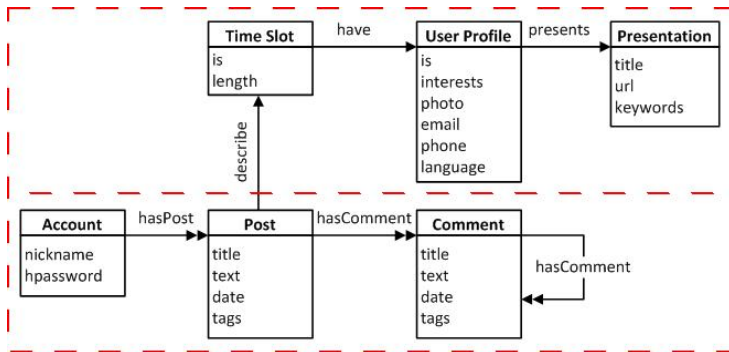 Time Slot
is
length
have
User Profile
is
interests
photo
email
phone
language
presents
Presentation
title
url
keywords
describe
Account
nickname
hpassword
hasPost
Post
title
text
date
tags
hasComment
Comment
title
text
date
tags
hasComment